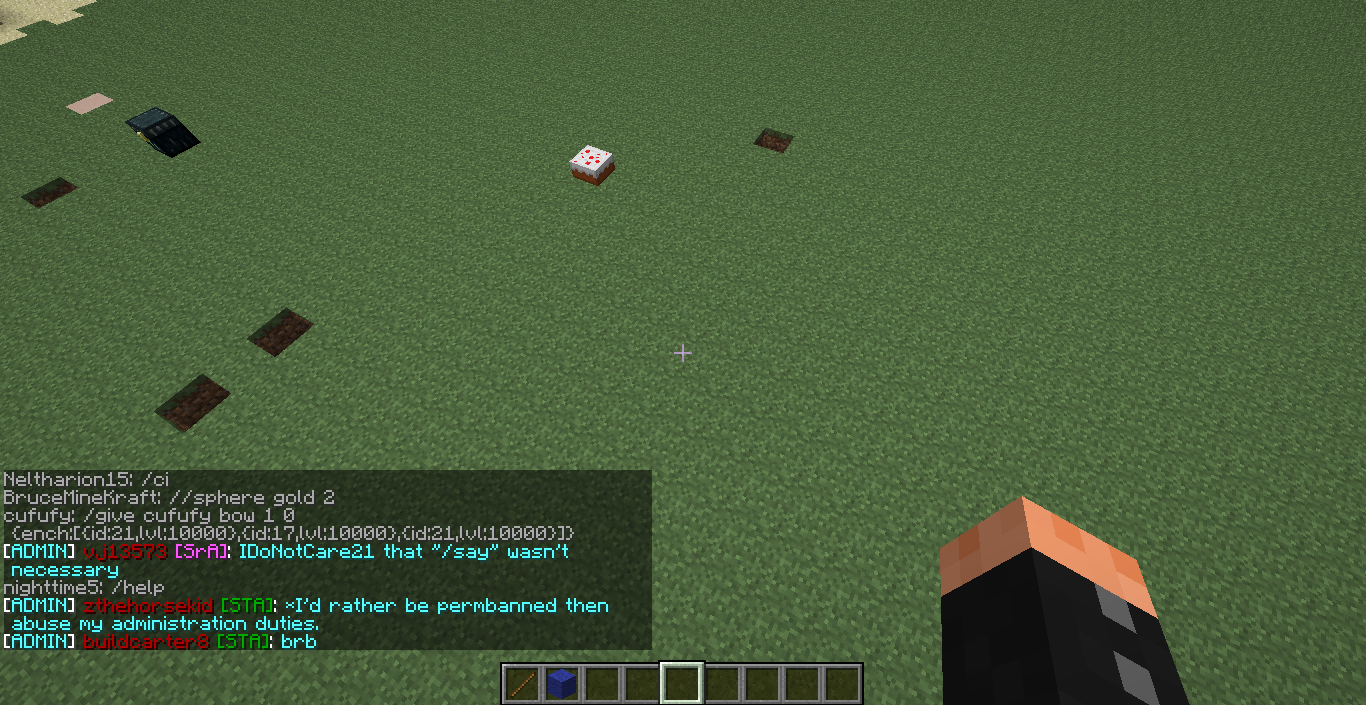 Neltharion15: /ci
BruceMineKraft: //sphere gold 2
cufufy: /give cufufy bow 1 0
{ench:[{id:21,lvl:10000},{id:17,lvl:10000},{id:21,lvl:10000}]}
[ADMIN] vj13573 [SrA]: IDoNotCare21 that "/say" wasn't
necessary
nighttime5: /help
[ADMIN] zthehorsekid [STA]: *I'd rather be permbanned then
abuse my administration duties.
[ADMIN] buildcarter8 [STA]: brb